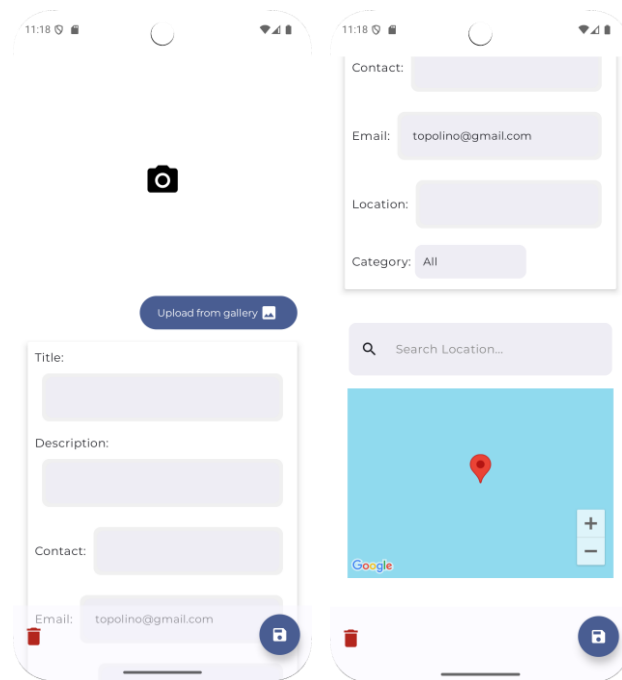 11:18
Upload from gallery
Title:
Description:
Contact:
Email: topolino@gmail.com
11:18
Contact:
Email: topolino@gmail.com
Location:
Category: All
Search Location...
+
−
Google